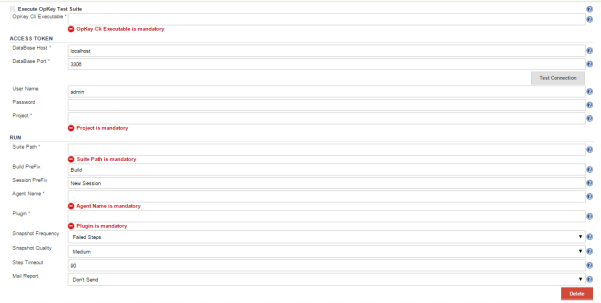 Execute OpKey Test Suite
OpKey Cli Executable *
OpKey Cli Executable is mandatory
ACCESS TOKEN
DataBase Host * localhost
DataBase Port * 3306
Test Connection
User Name admin
Password
Project *
Project is mandatory
RUN
Suite Path *
Suite Path is mandatory
Build PreFix Build
Session PreFix New Session
Agent Name *
Agent Name is mandatory
Plugin *
Plugin is mandatory
Snapshot Frequency Failed Steps
Snapshot Quality Medium
Step Timeout 90
Mail Report Don't Send
Delete